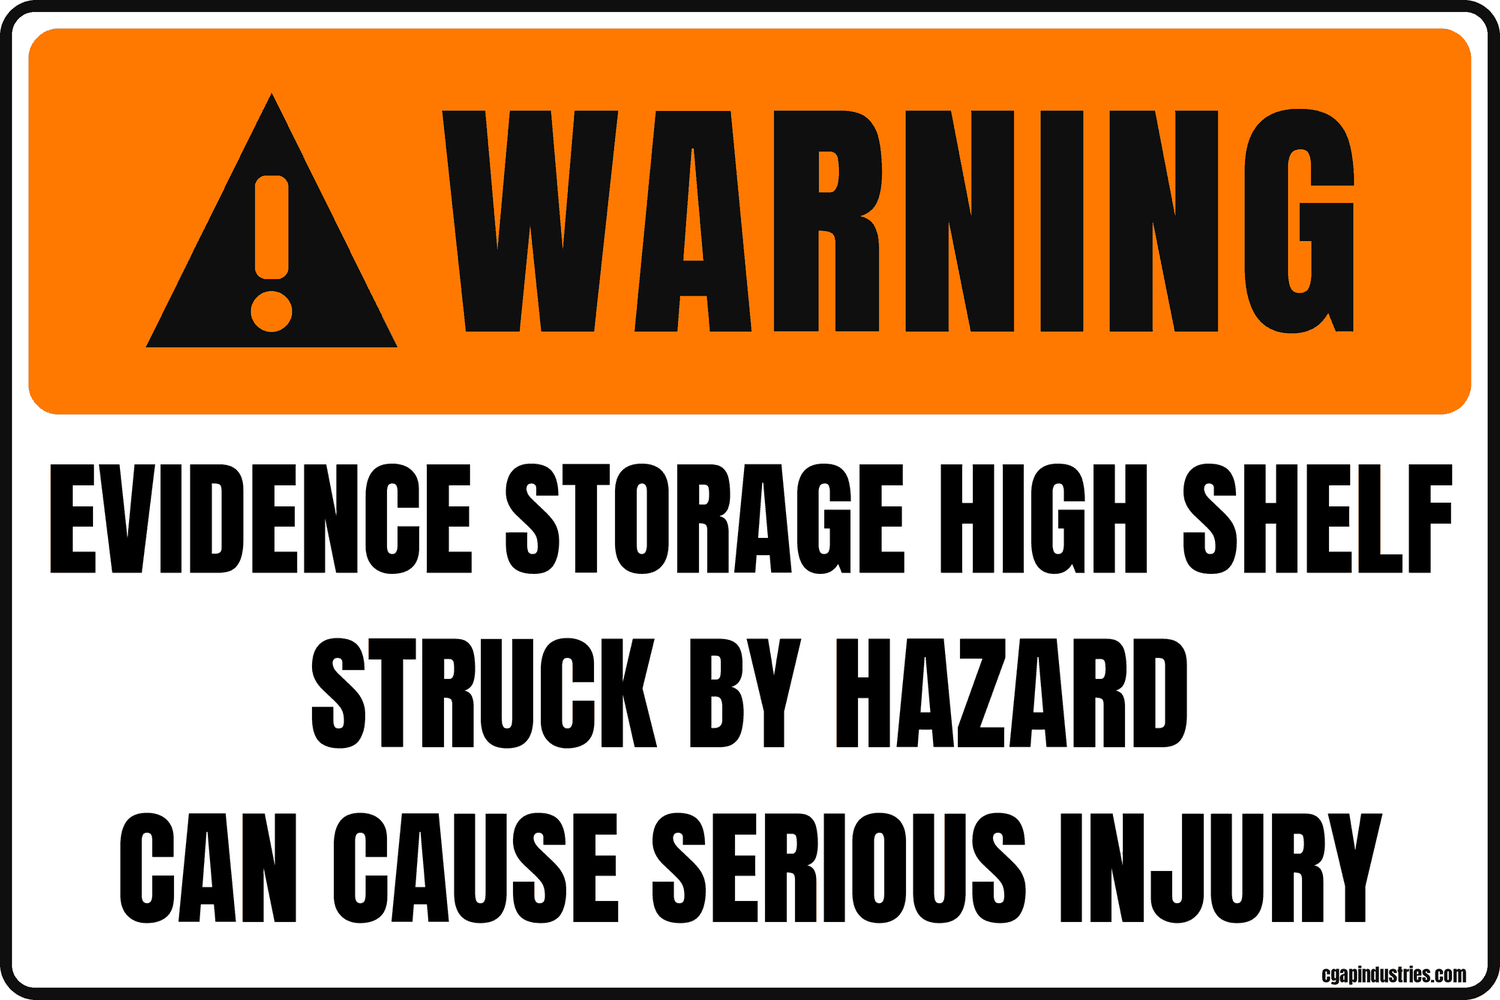 WARNING
EVIDENCE STORAGE HIGH SHELF
STRUCK BY HAZARD
CAN CAUSE SERIOUS INJURY
cgapindustries.com